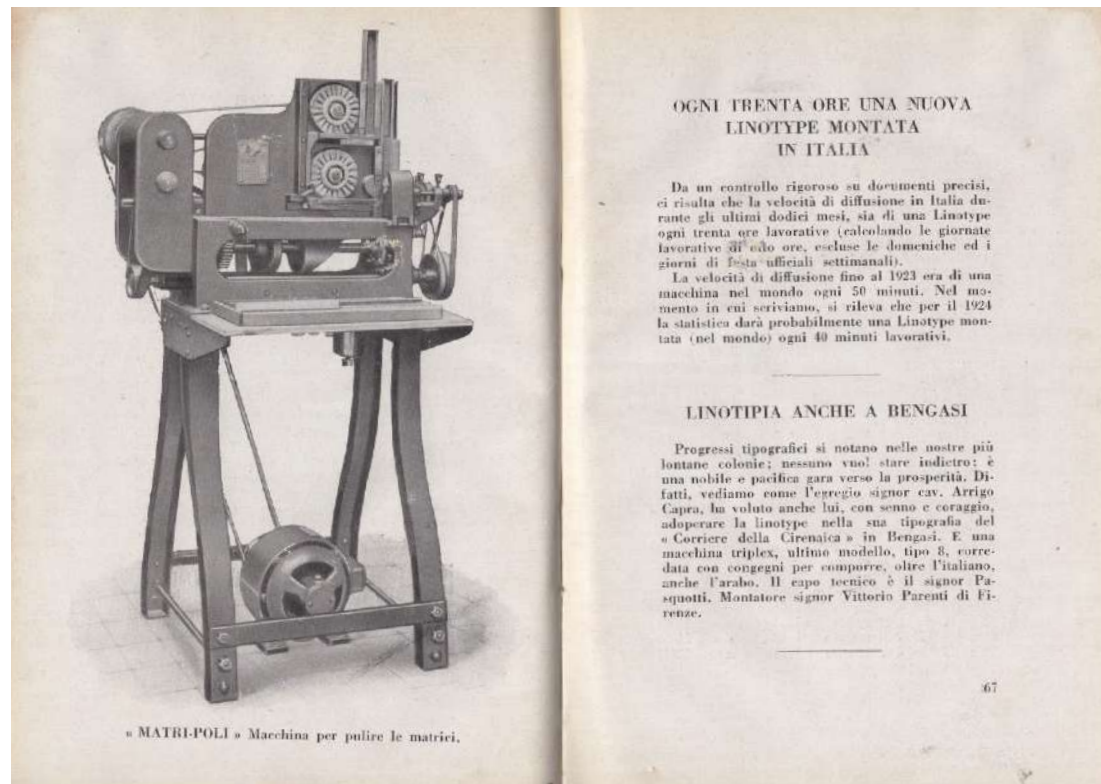 « MATRI-POLI » Macchina per pulire le matrici.
OGNI TRENTA ORE UNA NUOVA
LINOTYPE MONTATA
IN ITALIA
Da un controllo rigoroso su documenti precisi,
ci risulta che la velocità di diffusione in Italia du-
rante gli ultimi dodici mesi, sia di una Linotype
ogni trenta ore lavorative (calcolando le giornate
lavorative di otto ore, escluse le domeniche ed i
giorni di festa ufficiali settimanali).
La velocità di diffusione fino al 1923 era di una
macchina nel mondo ogni 50 minuti. Nel mo-
mento in cui scriviamo, si rileva che per il 1924
la statistica darà probabilmente una Linotype mon-
tata (nel mondo) ogni 40 minuti lavorativi.
LINOTIPIA ANCHE A BENGASI
Progressi tipografici si notano nelle nostre più
lontane colonie; nessuno vuol stare indietro: è
una nobile e pacifica gara verso la prosperità. Di-
fatti, vediamo come l'egregio signor cav. Arrigo
Capra, ha voluto anche lui, con senno e coraggio,
adoperare la linotype nella sua tipografia del
« Corriere della Cirenaica » in Bengasi. E una
macchina triplex, ultimo modello, tipo 8, corre-
data con congegni per comporre, oltre l'italiano,
anche l'arabo. Il capo tecnico è il signor Pa-
squotti. Montatore signor Vittorio Parenti di Fi-
renze.
67